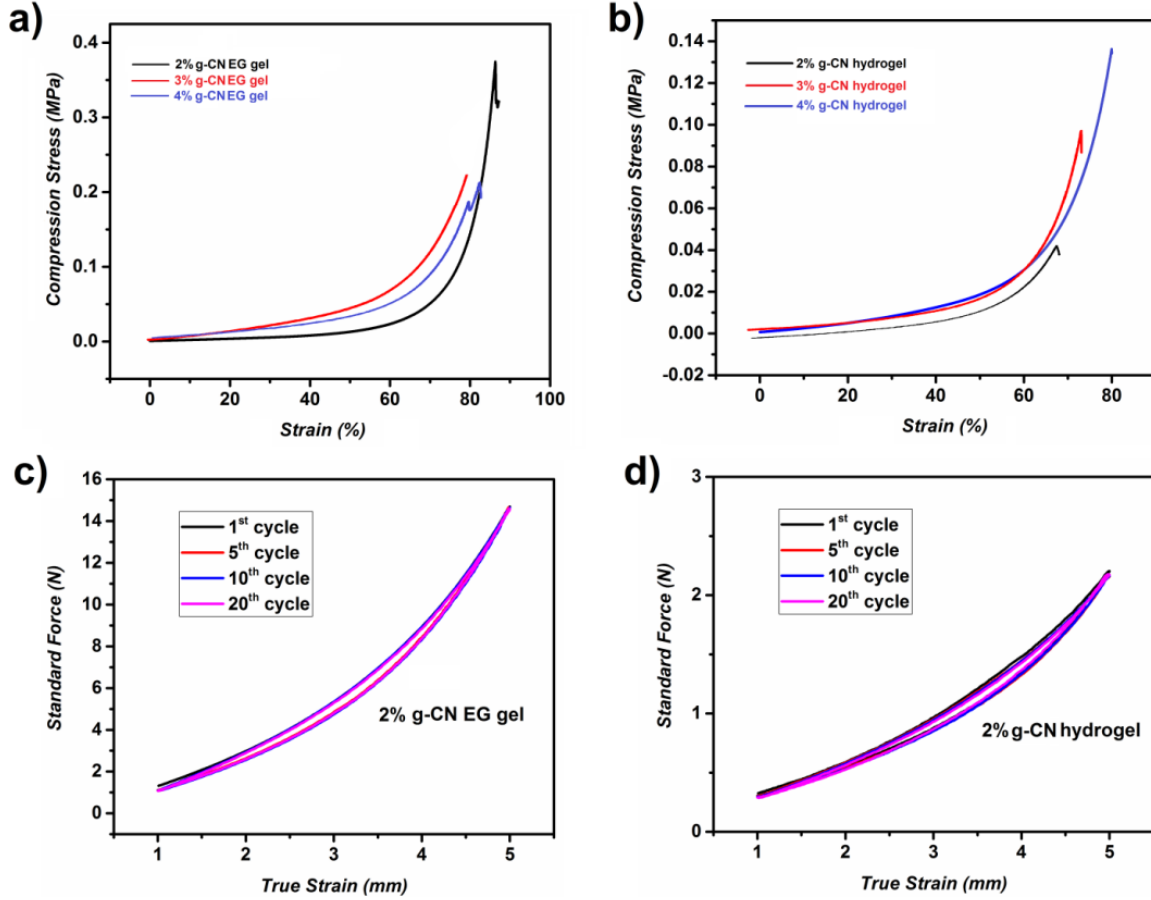 a)
2% g-CN EG gel
3% g-CN EG gel
4% g-CN EG gel
0.4
0.3
0.2
0.1
0.0
Compression Stress (MPa)
0 20 40 60 80 100
Strain (%)
b)
2% g-CN hydrogel
3% g-CN hydrogel
4% g-CN hydrogel
0.14
0.12
0.10
0.08
0.06
0.04
0.02
0.00
-0.02
Compression Stress (MPa)
0 20 40 60 80
Strain (%)
c)
1st cycle
5th cycle
10th cycle
20th cycle
16
14
12
10
8
6
4
2
0
Standard Force (N)
2% g-CN EG gel
1 2 3 4 5
True Strain (mm)
d)
1st cycle
5th cycle
10th cycle
20th cycle
3
2
1
0
Standard Force (N)
2% g-CN hydrogel
1 2 3 4 5
True Strain (mm)